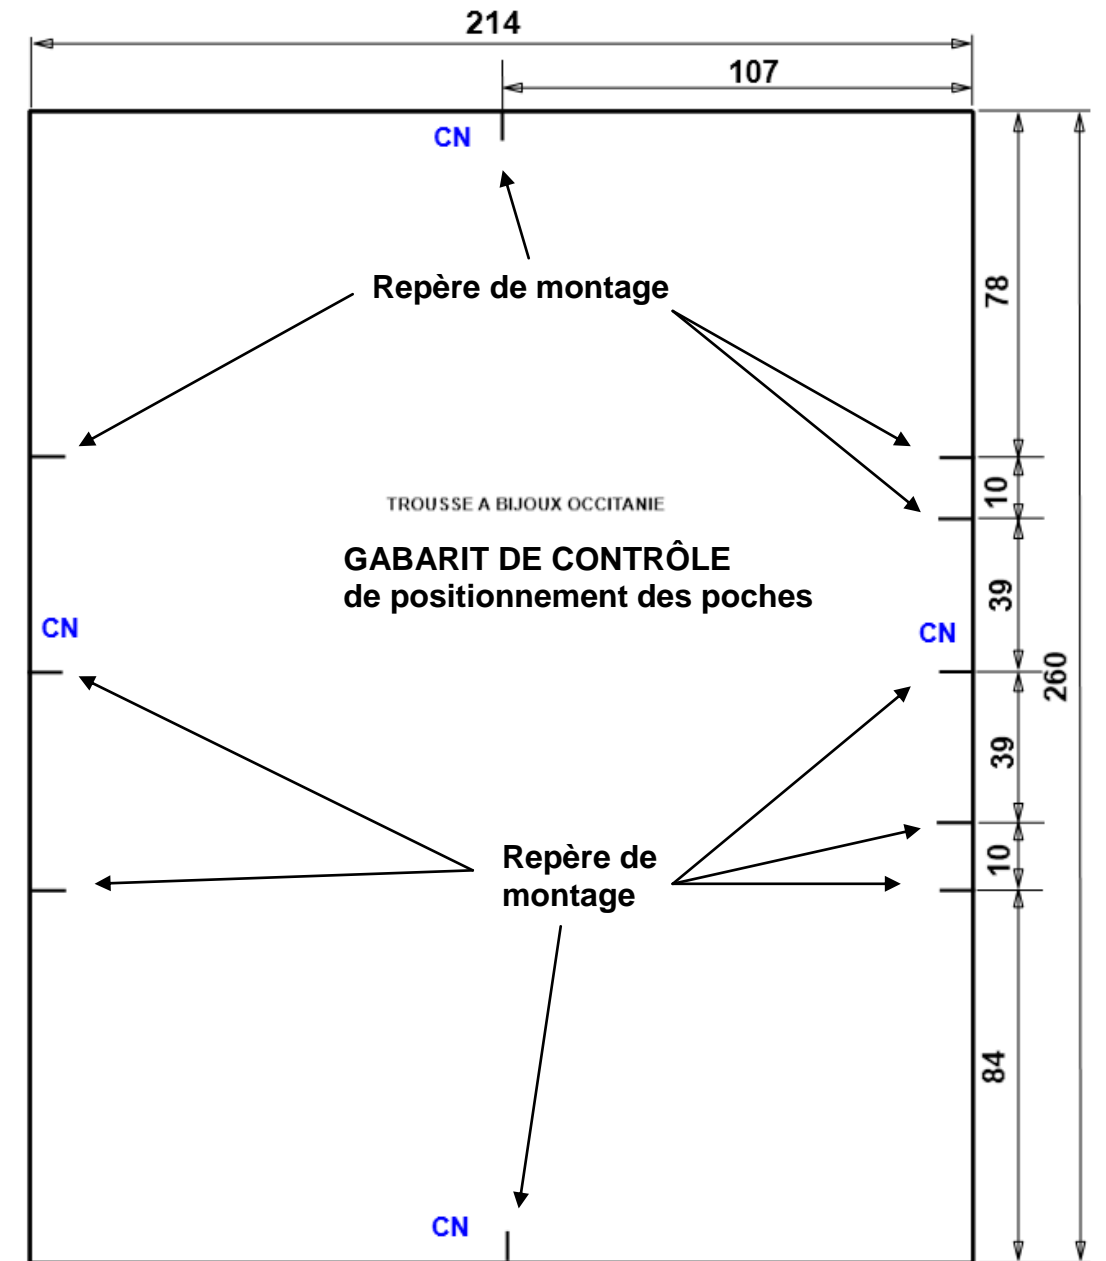 214
107
CN
Repère de montage
78
10
TROUSSE A BIJOUX OCCITANIE
GABARIT DE CONTRÔLE
de positionnement des poches
39
CN
CN
260
39
Repère de
montage
10
84
CN